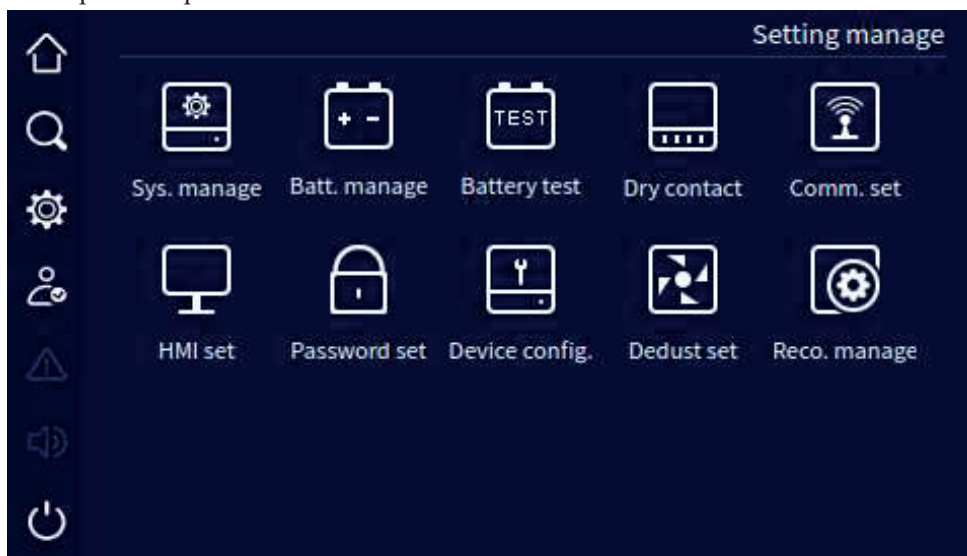 Setting manage
TEST
Sys. manage Batt. manage Battery test Dry contact Comm. set
HMI set Password set Device config. Dedust set Reco. manage